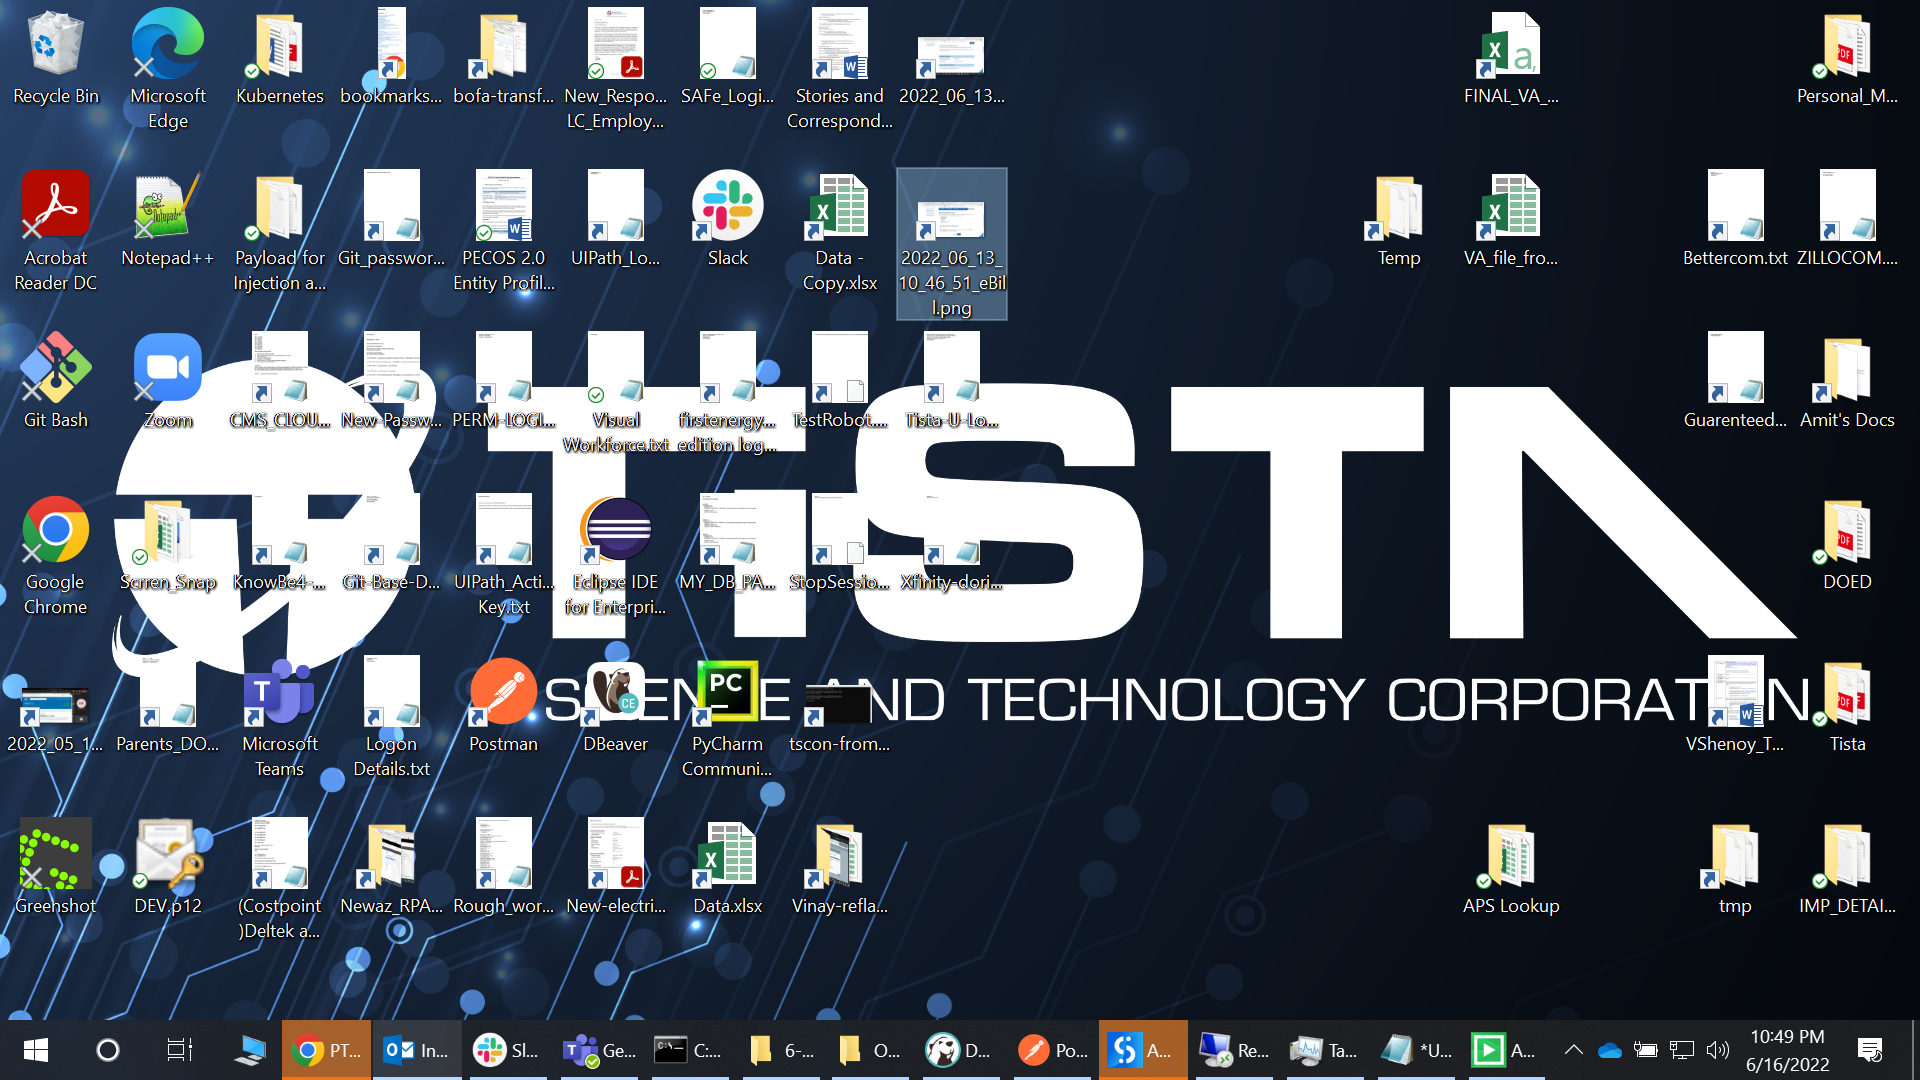 Recycle Bin
Microsoft
Edge
Kubernetes
bookmarks...
bofa-transf...
New_Respo...
LC_Employ...
SAFe_Logi...
Stories and
Correspond...
2022_06_13...
FINAL_VA_...
Personal_M...
Acrobat
Reader DC
Notepad++
Payload for
Injection a...
Git_passwor...
PECOS 2.0
Entity Profil...
UIPath_Lo...
Slack
Data -
Copy.xlsx
2022_06_13_
10_46_51_eBil
l.png
Temp
VA_file_fro...
Bettercom.txt
ZILLOCOM....
Git Bash
Zoom
CMS_CLOU...
New-Passw...
PERM-LOGI...
Visual
Workforce.txt
firstenergy...
edition log...
TestRobot....
Tista-U-Lo...
Guarenteed...
Amit's Docs
TiSTA
Google
Chrome
Scrren_Snap
KnowBe4-...
Git-Base-D...
UIPath_Acti...
Key.txt
Eclipse IDE
for Enterpri...
MY_DB_PA...
StopSessio...
Xfinity-dori...
DOED
SCIENCE AND TECHNOLOGY CORPORATION
2022_05_1...
Parents_DO...
Microsoft
Teams
Logon
Details.txt
Postman
DBeaver
PyCharm
Communi...
tscon-from...
VShenoy_T...
Tista
Greenshot
DEV.p12
(Costpoint
)Deltek a...
Newaz_RPA...
Rough_wor...
New-electri...
Data.xlsx
Vinay-refla...
APS Lookup
tmp
IMP_DETAI...
PT...
In...
Sl...
Ge...
C:...
6-...
O...
D...
Po...
A...
Re...
Ta...
*U...
A...
10:49 PM
6/16/2022